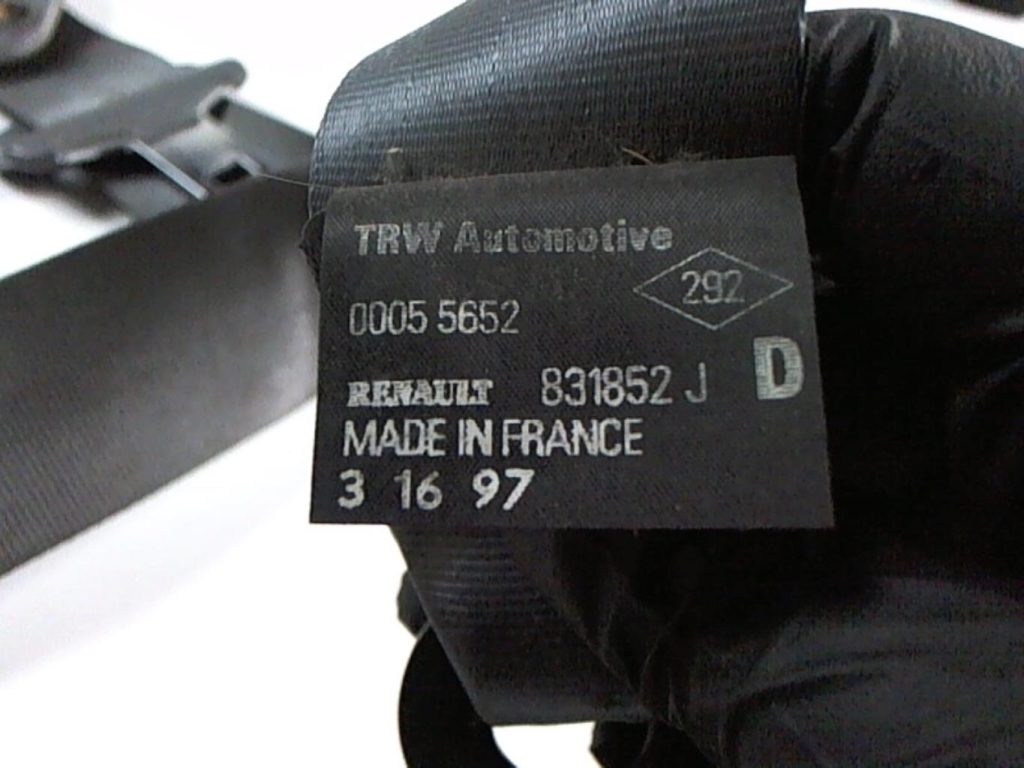 TRW Automotive
292
0005 5652
RENAULT 831852 J D
MADE IN FRANCE
3 16 97